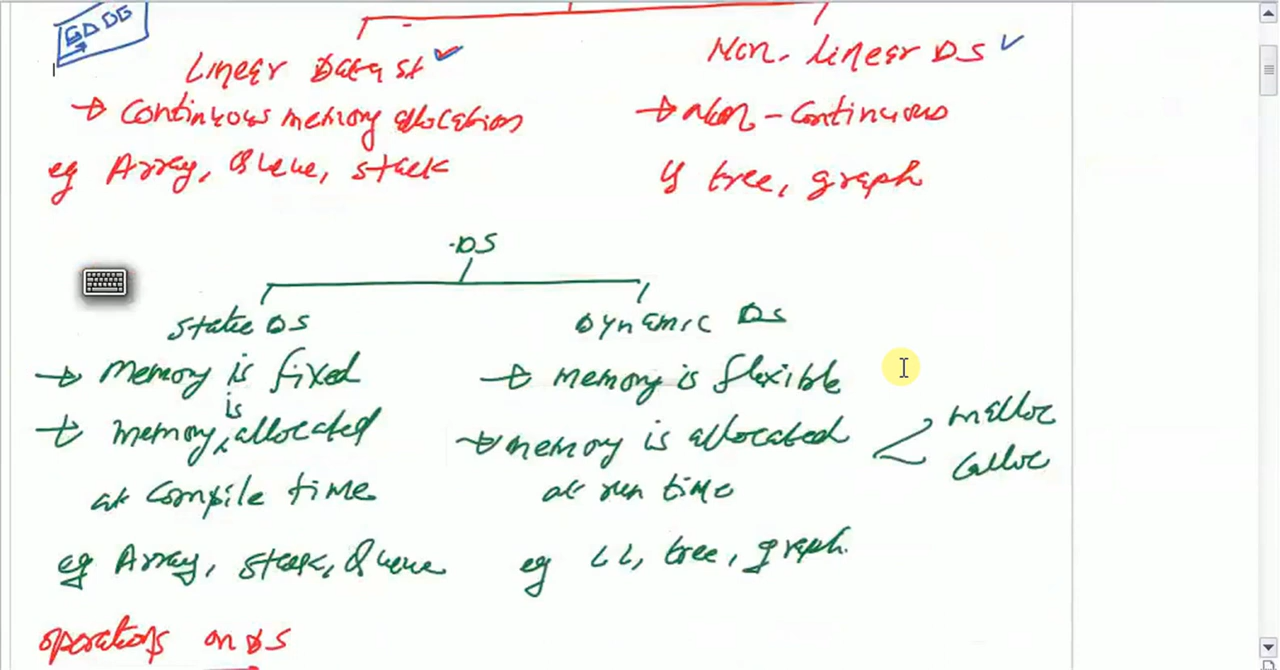 Linear Data st
Non-linear DS
→ Continuous memory allocation
→ Non-Continuous
eg Array, Queue, stack
eg tree, graph
DS
static DS
Dynamic DS
→ Memory is fixed
→ memory is flexible
→ memory is allocated
at compile time
→ memory is allocated
at run time
malloc
Calloc
eg Array, stack, Queue
eg LL, tree, graph.
operations on DS